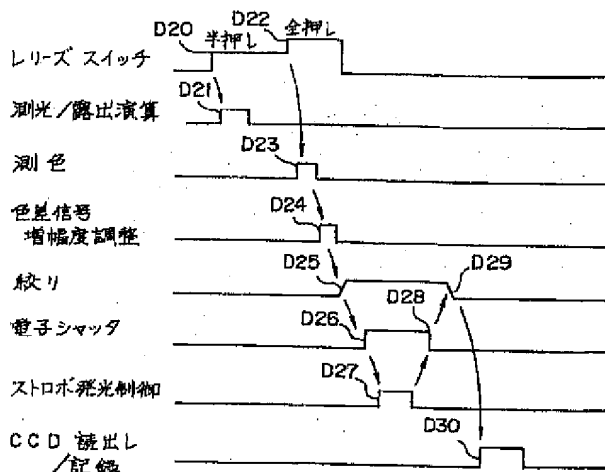 D22
D20
半押し
全押し
レリーズ スイッチ
D21
測光/露出演算
D23
測色
D24
色差信号
増幅度調整
D25
D29
絞り
D28
D26
電子シャッタ
D27
ストロボ発光制御
D30
CCD 読出し
/記録